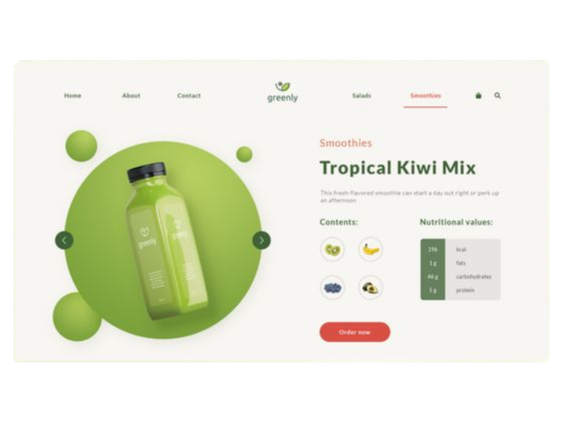 Home
About
Contact
greenly
Salads
Smoothies
Smoothies
Tropical Kiwi Mix
This fresh-flavored smoothie can start a day out right or perk up
an afternoon
Contents:
Nutritional values:
196 kcal
1 g fats
46 g carbohydrates
5 g protein
greenly
greenly
Order now